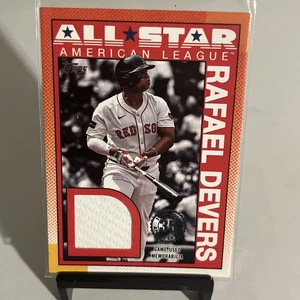 ALL★STAR
AMERICAN LEAGUE
Topps
RAFAEL DEVERS
RED SOX
GAME-USED
MEMORABILIA